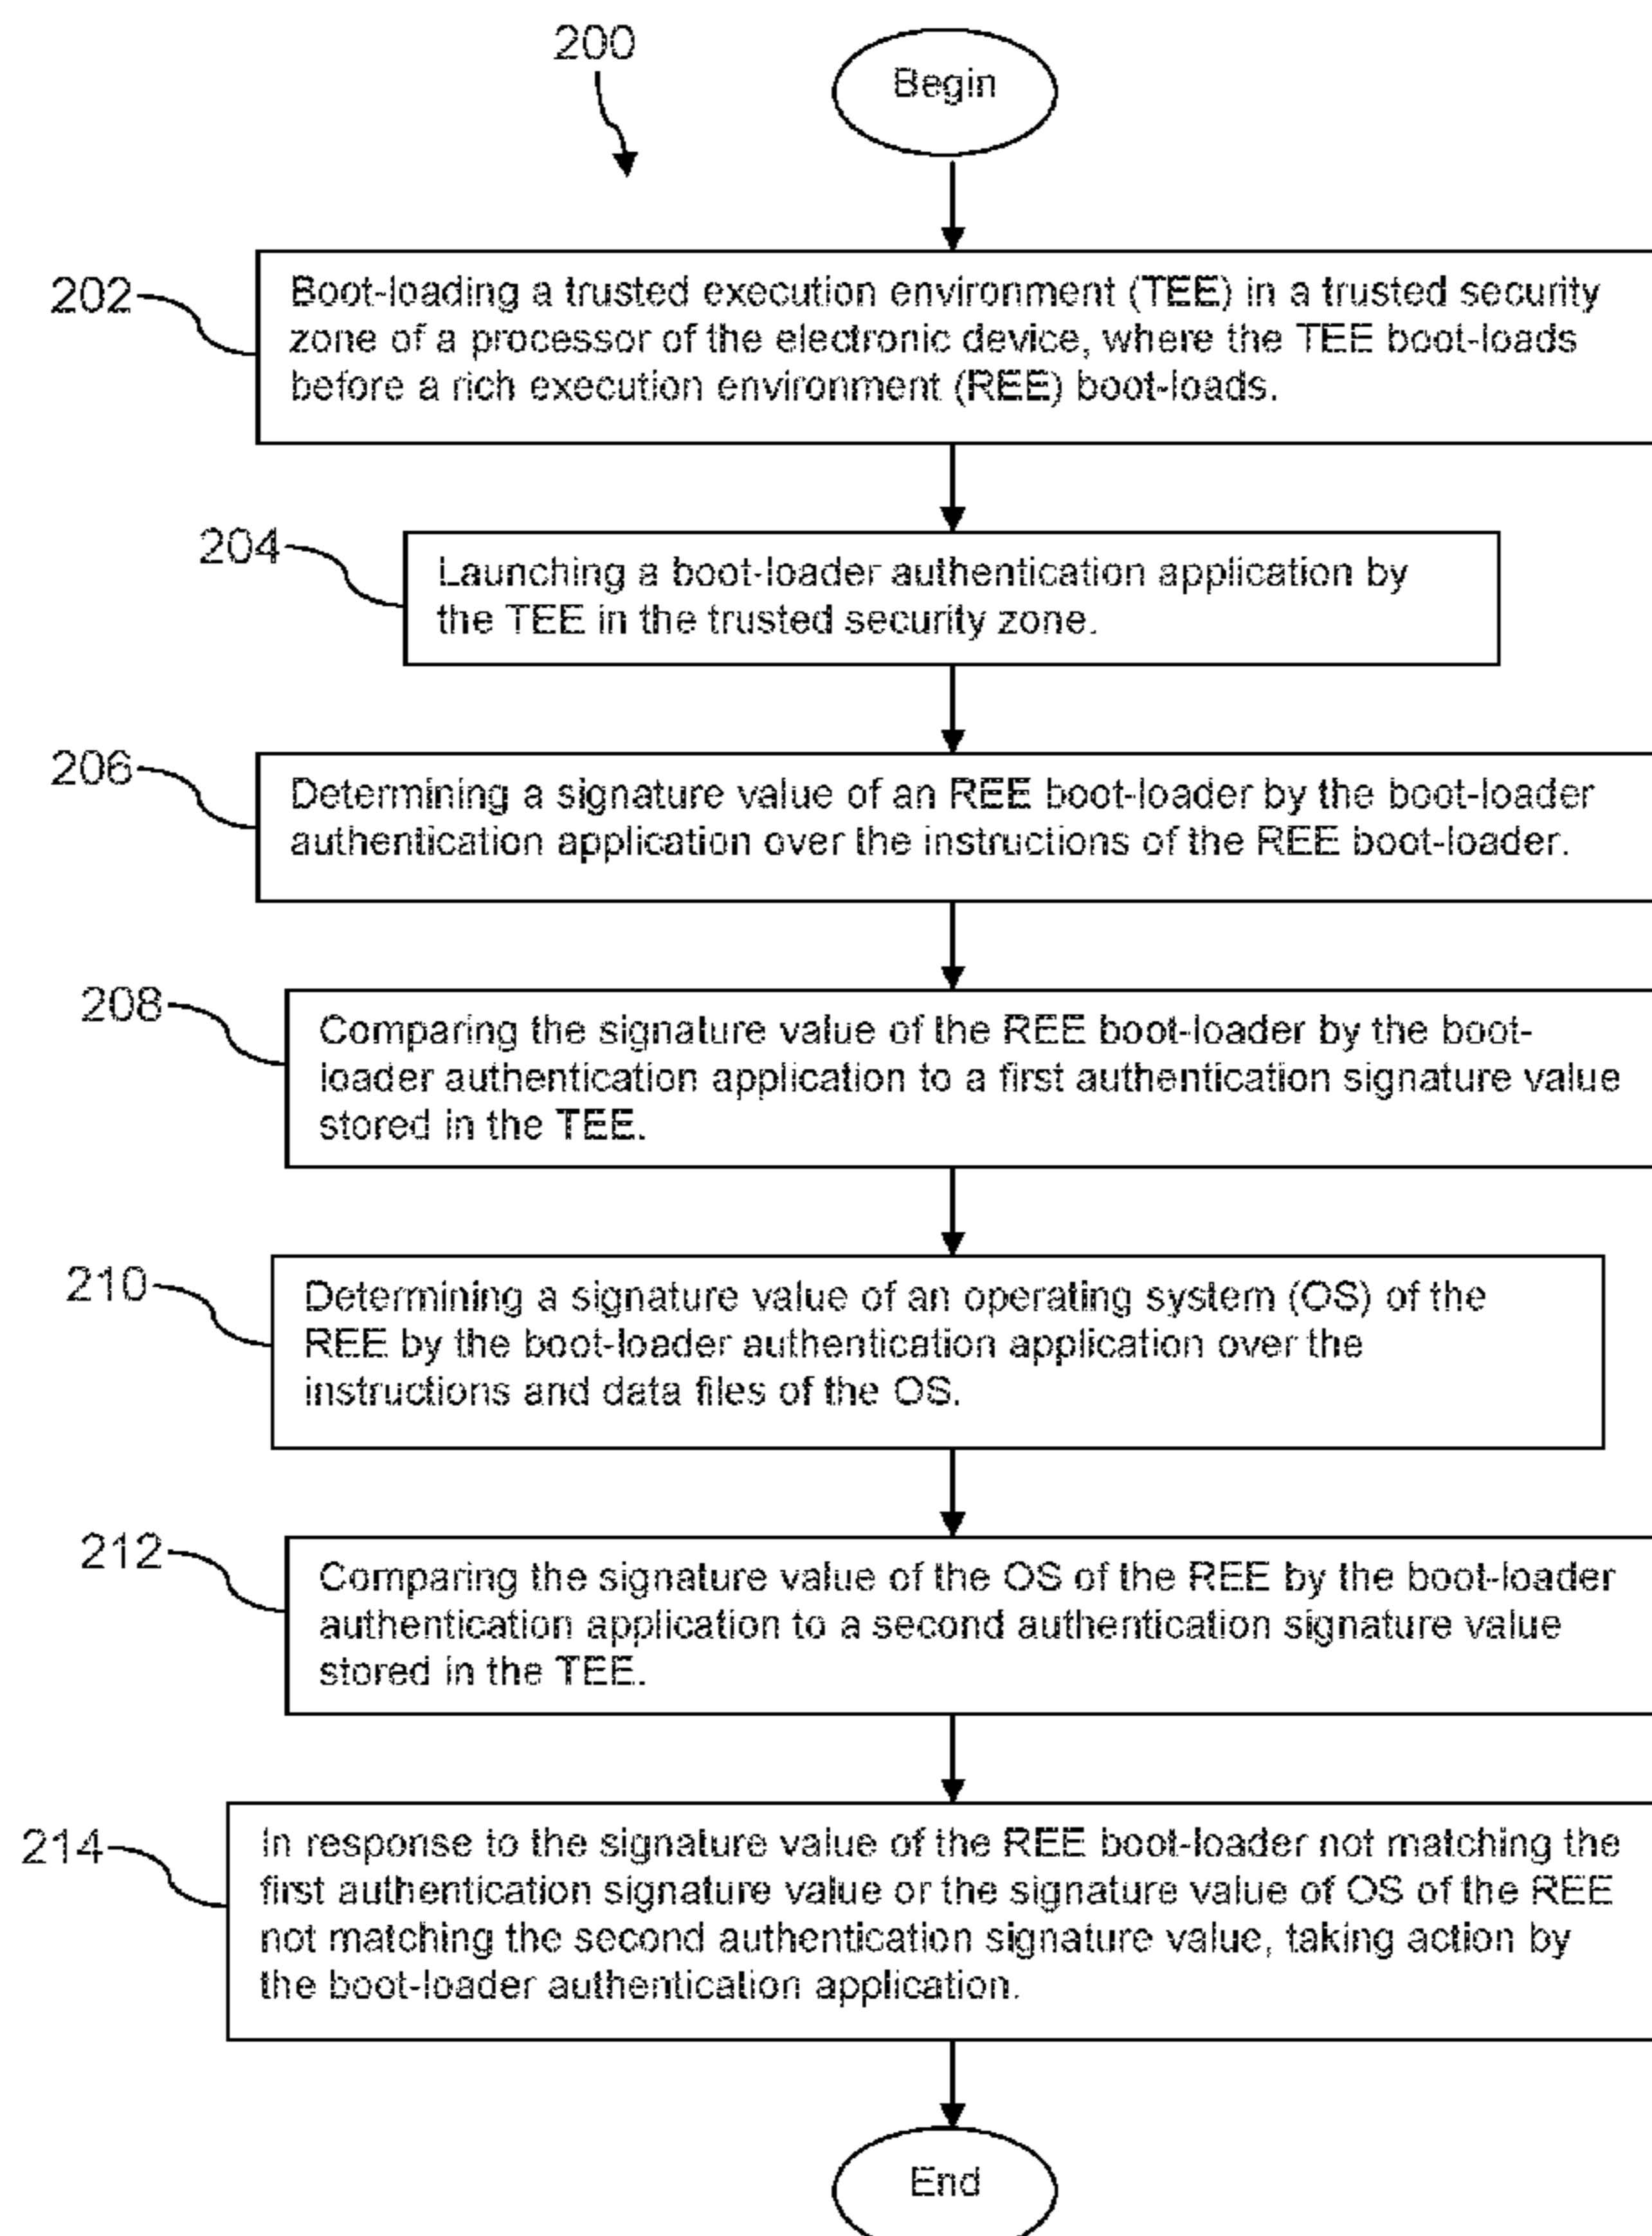 200
Begin
202
Boot-loading a trusted execution environment (TEE) in a trusted security
zone of a processor of the electronic device, where the TEE boot-loads
before a rich execution environment (REE) boot-loads.
204
Launching a boot-loader authentication application by
the TEE in the trusted security zone.
206
Determining a signature value of an REE boot-loader by the boot-loader
authentication application over the instructions of the REE boot-loader.
208
Comparing the signature value of the REE boot-loader by the boot-
loader authentication application to a first authentication signature value
stored in the TEE.
210
Determining a signature value of an operating system (OS) of the
REE by the boot-loader authentication application over the
instructions and data files of the OS.
212
Comparing the signature value of the OS of the REE by the boot-loader
authentication application to a second authentication signature value
stored in the TEE.
214
In response to the signature value of the REE boot-loader not matching the
first authentication signature value or the signature value of OS of the REE
not matching the second authentication signature value, taking action by
the boot-loader authentication application.
End